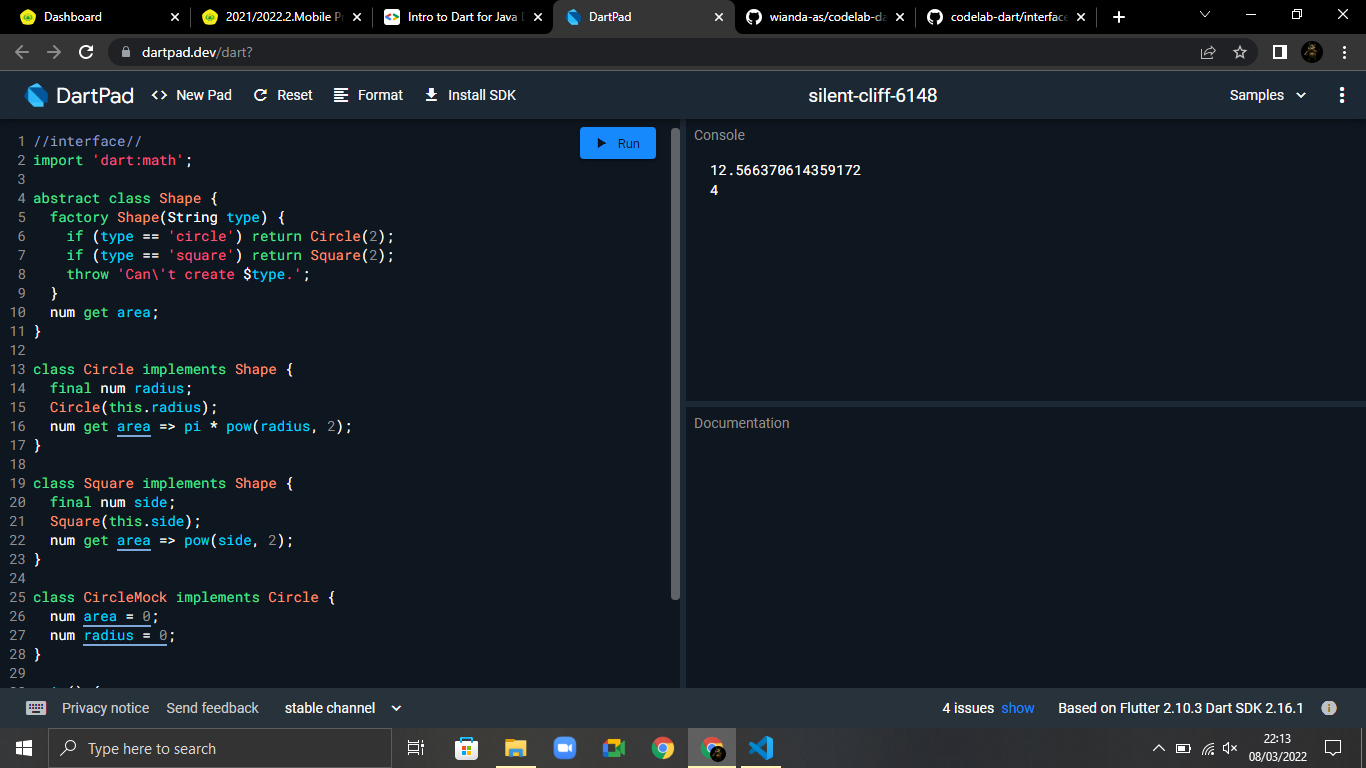 Dashboard
2021/2022.2.Mobile P
Intro to Dart for Java
DartPad
wianda-as/codelab-da
codelab-dart/interface
dartpad.dev/dart?
DartPad
<> New Pad
Reset
Format
Install SDK
silent-cliff-6148
Samples
1 //interface//
2 import 'dart:math';
3
4 abstract class Shape {
5 factory Shape(String type) {
6 if (type == 'circle') return Circle(2);
7 if (type == 'square') return Square(2);
8 throw 'Can\'t create $type.';
9 }
10 num get area;
11 }
12
13 class Circle implements Shape {
14 final num radius;
15 Circle(this.radius);
16 num get area => pi * pow(radius, 2);
17 }
18
19 class Square implements Shape {
20 final num side;
21 Square(this.side);
22 num get area => pow(side, 2);
23 }
24
25 class CircleMock implements Circle {
26 num area = 0;
27 num radius = 0;
28 }
29
Run
Console
12.566370614359172
4
Documentation
Privacy notice
Send feedback
stable channel
4 issues show
Based on Flutter 2.10.3 Dart SDK 2.16.1
Type here to search
22:13
08/03/2022